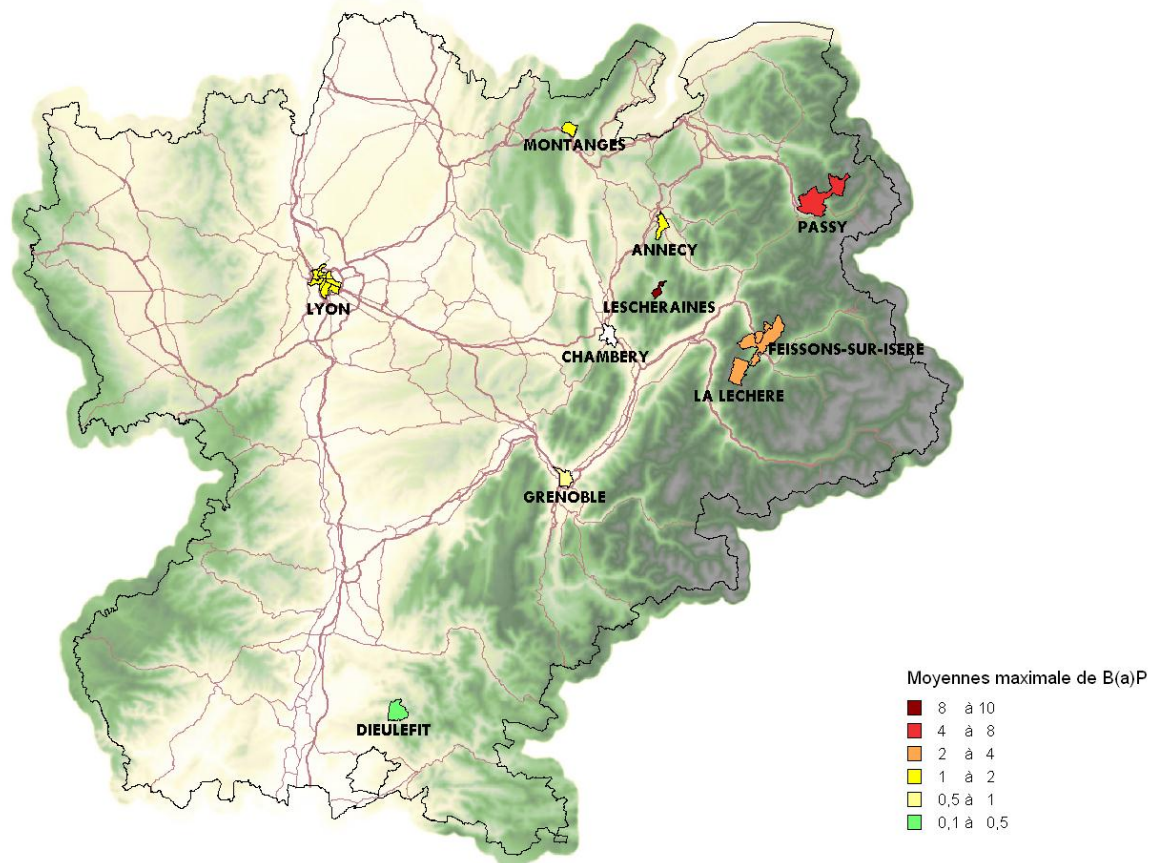 MONTANGES
PASSY
ANNECY
LYON
LESCHERAINES
CHAMBERY
FEISSONS-SUR-ISERE
LA LECHERE
GRENOBLE
DIEULEFIT
Moyennes maximale de B(a)P
8 à 10
4 à 8
2 à 4
1 à 2
0,5 à 1
0,1 à 0,5